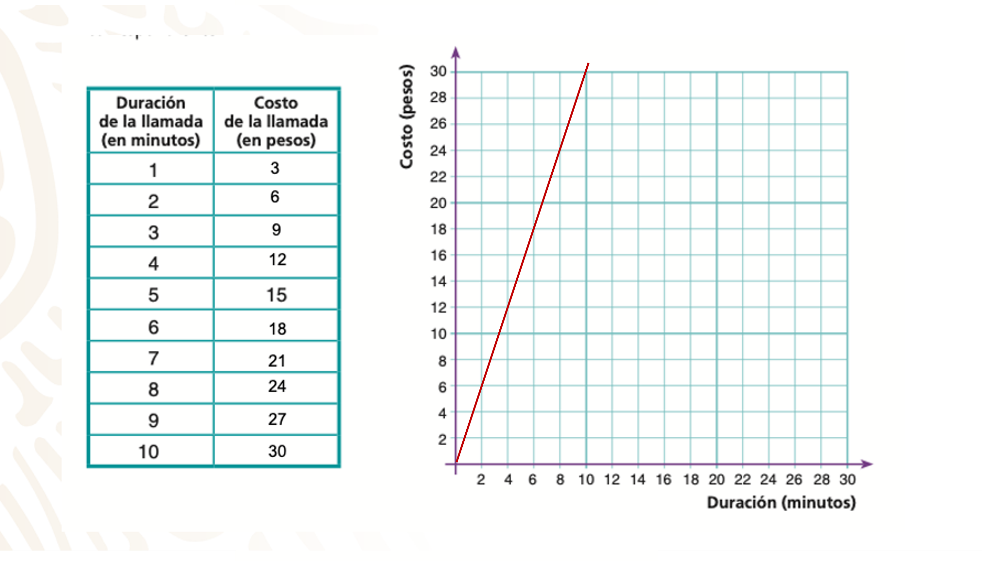 Duración
de la llamada
(en minutos)
Costo
de la llamada
(en pesos)
1 3
2 6
3 9
4 12
5 15
6 18
7 21
8 24
9 27
10 30
Costo (pesos)
30
28
26
24
22
20
18
16
14
12
10
8
6
4
2
2 4 6 8 10 12 14 16 18 20 22 24 26 28 30
Duración (minutos)